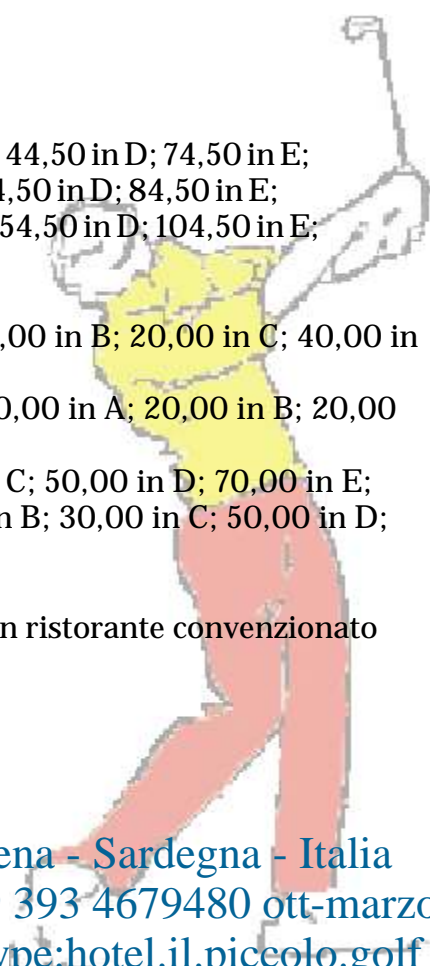 44,50 in D; 74,50 in E;
4,50 in D; 84,50 in E;
54,50 in D; 104,50 in E;
,00 in B; 20,00 in C; 40,00 in
0,00 in A; 20,00 in B; 20,00
C; 50,00 in D; 70,00 in E;
n B; 30,00 in C; 50,00 in D;
n ristorante convenzionato
ena - Sardegna - Italia
393 4679480 ott-marzo
ype:hotel.il.piccolo.golf